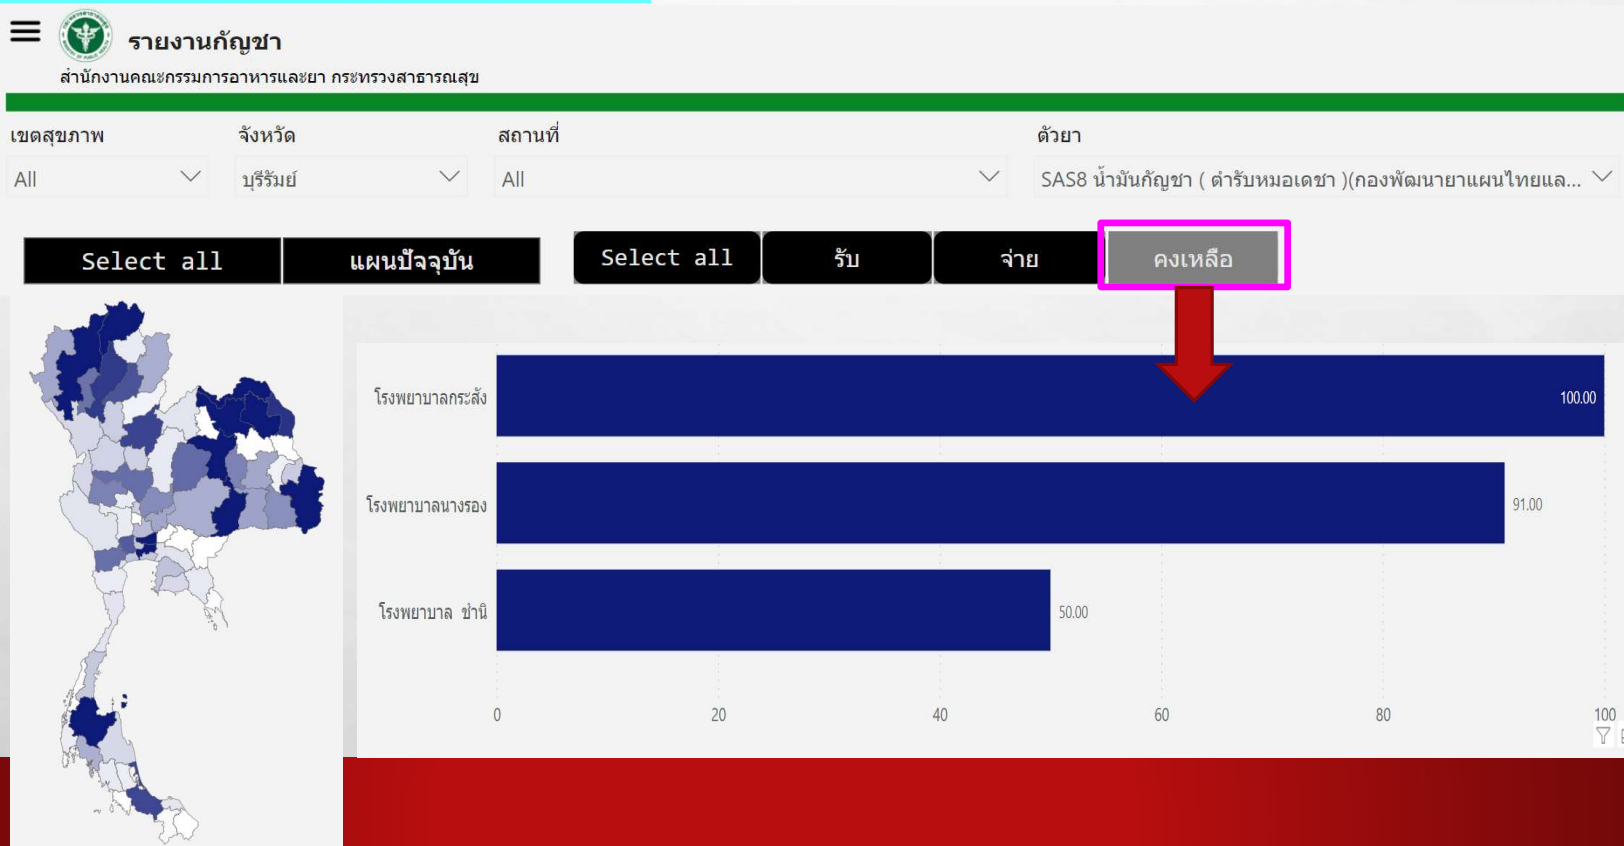 รายงานกัญชา
สำนักงานคณะกรรมการอาหารและยา กระทรวงสาธารณสุข
เขตสุขภาพ จังหวัด สถานที่ ตัวยา
All บุรีรัมย์ All SAS8 น้ำมันกัญชา ( ตำรับหมอเดชา )(กองพัฒนายาแผนไทยแล...
Select all แผนปัจจุบัน Select all รับ จ่าย คงเหลือ
โรงพยาบาลกระสัง 100.00
โรงพยาบาลนางรอง 91.00
โรงพยาบาล ชำนิ 50.00
0 20 40 60 80 100